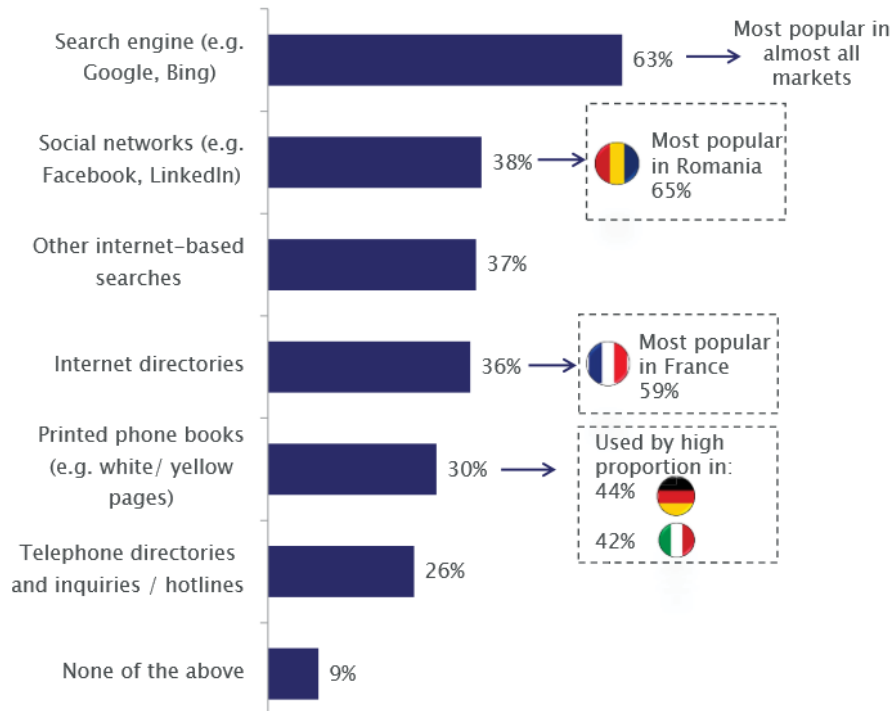 Search engine (e.g.
Google, Bing)
63%
Most popular in
almost all
markets
Social networks (e.g.
Facebook, LinkedIn)
38%
Most popular
in Romania
65%
Other internet-based
searches
37%
Internet directories
36%
Most popular
in France
59%
Printed phone books
(e.g. white/ yellow
pages)
30%
Used by high
proportion in:
44%
42%
Telephone directories
and inquiries / hotlines
26%
None of the above
9%